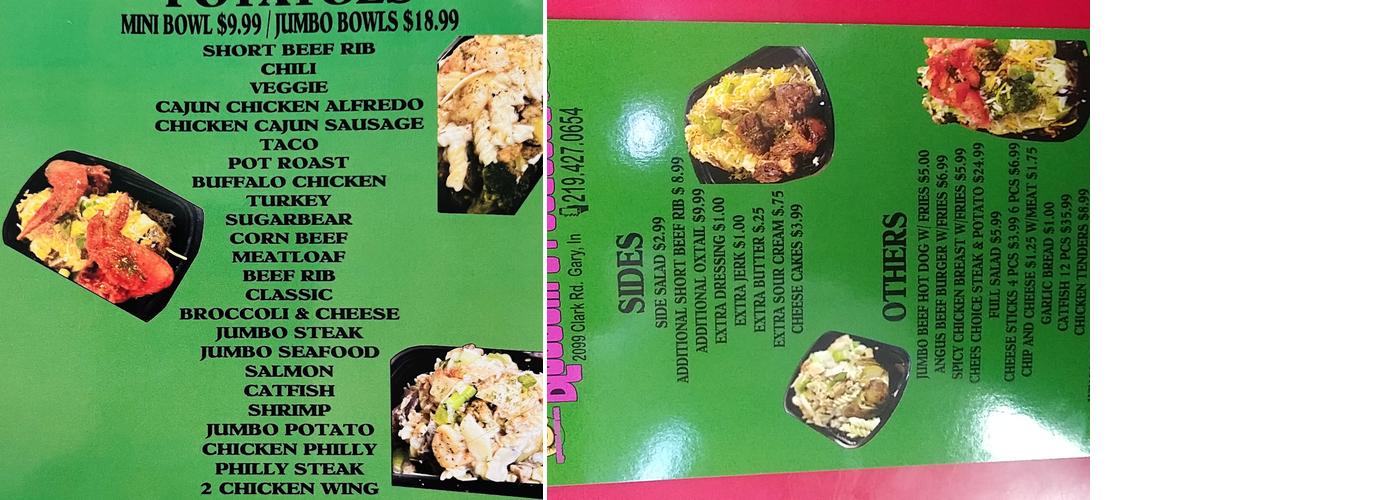 POTATOES
MINI BOWL $9.99 / JUMBO BOWLS $18.99
SHORT BEEF RIB
CHILI
VEGGIE
CAJUN CHICKEN ALFREDO
CHICKEN CAJUN SAUSAGE
TACO
POT ROAST
BUFFALO CHICKEN
TURKEY
SUGARBEAR
CORN BEEF
MEATLOAF
BEEF RIB
CLASSIC
BROCCOLI & CHEESE
JUMBO STEAK
JUMBO SEAFOOD
SALMON
CATFISH
SHRIMP
JUMBO POTATO
CHICKEN PHILLY
PHILLY STEAK
2 CHICKEN WING
2099 Clark Rd. Gary, In 219.427.0654
SIDES
SIDE SALAD $2.99
ADDITIONAL SHORT BEEF RIB $ 8.99
ADDITIONAL OXTAIL $9.99
EXTRA DRESSING $1.00
EXTRA JERK $1.00
EXTRA BUTTER $.25
EXTRA SOUR CREAM $.75
CHEESE CAKES $3.99
OTHERS
JUMBO BEEF HOT DOG W/ FRIES $5.00
ANGUS BEEF BURGER W/FRIES $6.99
SPICY CHICKEN BREAST W/FRIES $5.99
CHEFS CHOICE STEAK & POTATO $24.99
FULL SALAD $5.99
CHEESE STICKS 4 PCS $3.99 6 PCS $6.99
CHIP AND CHEESE $1.25 W/MEAT $1.75
GARLIC BREAD $1.00
CATFISH 12 PCS $35.99
CHICKEN TENDERS $8.99